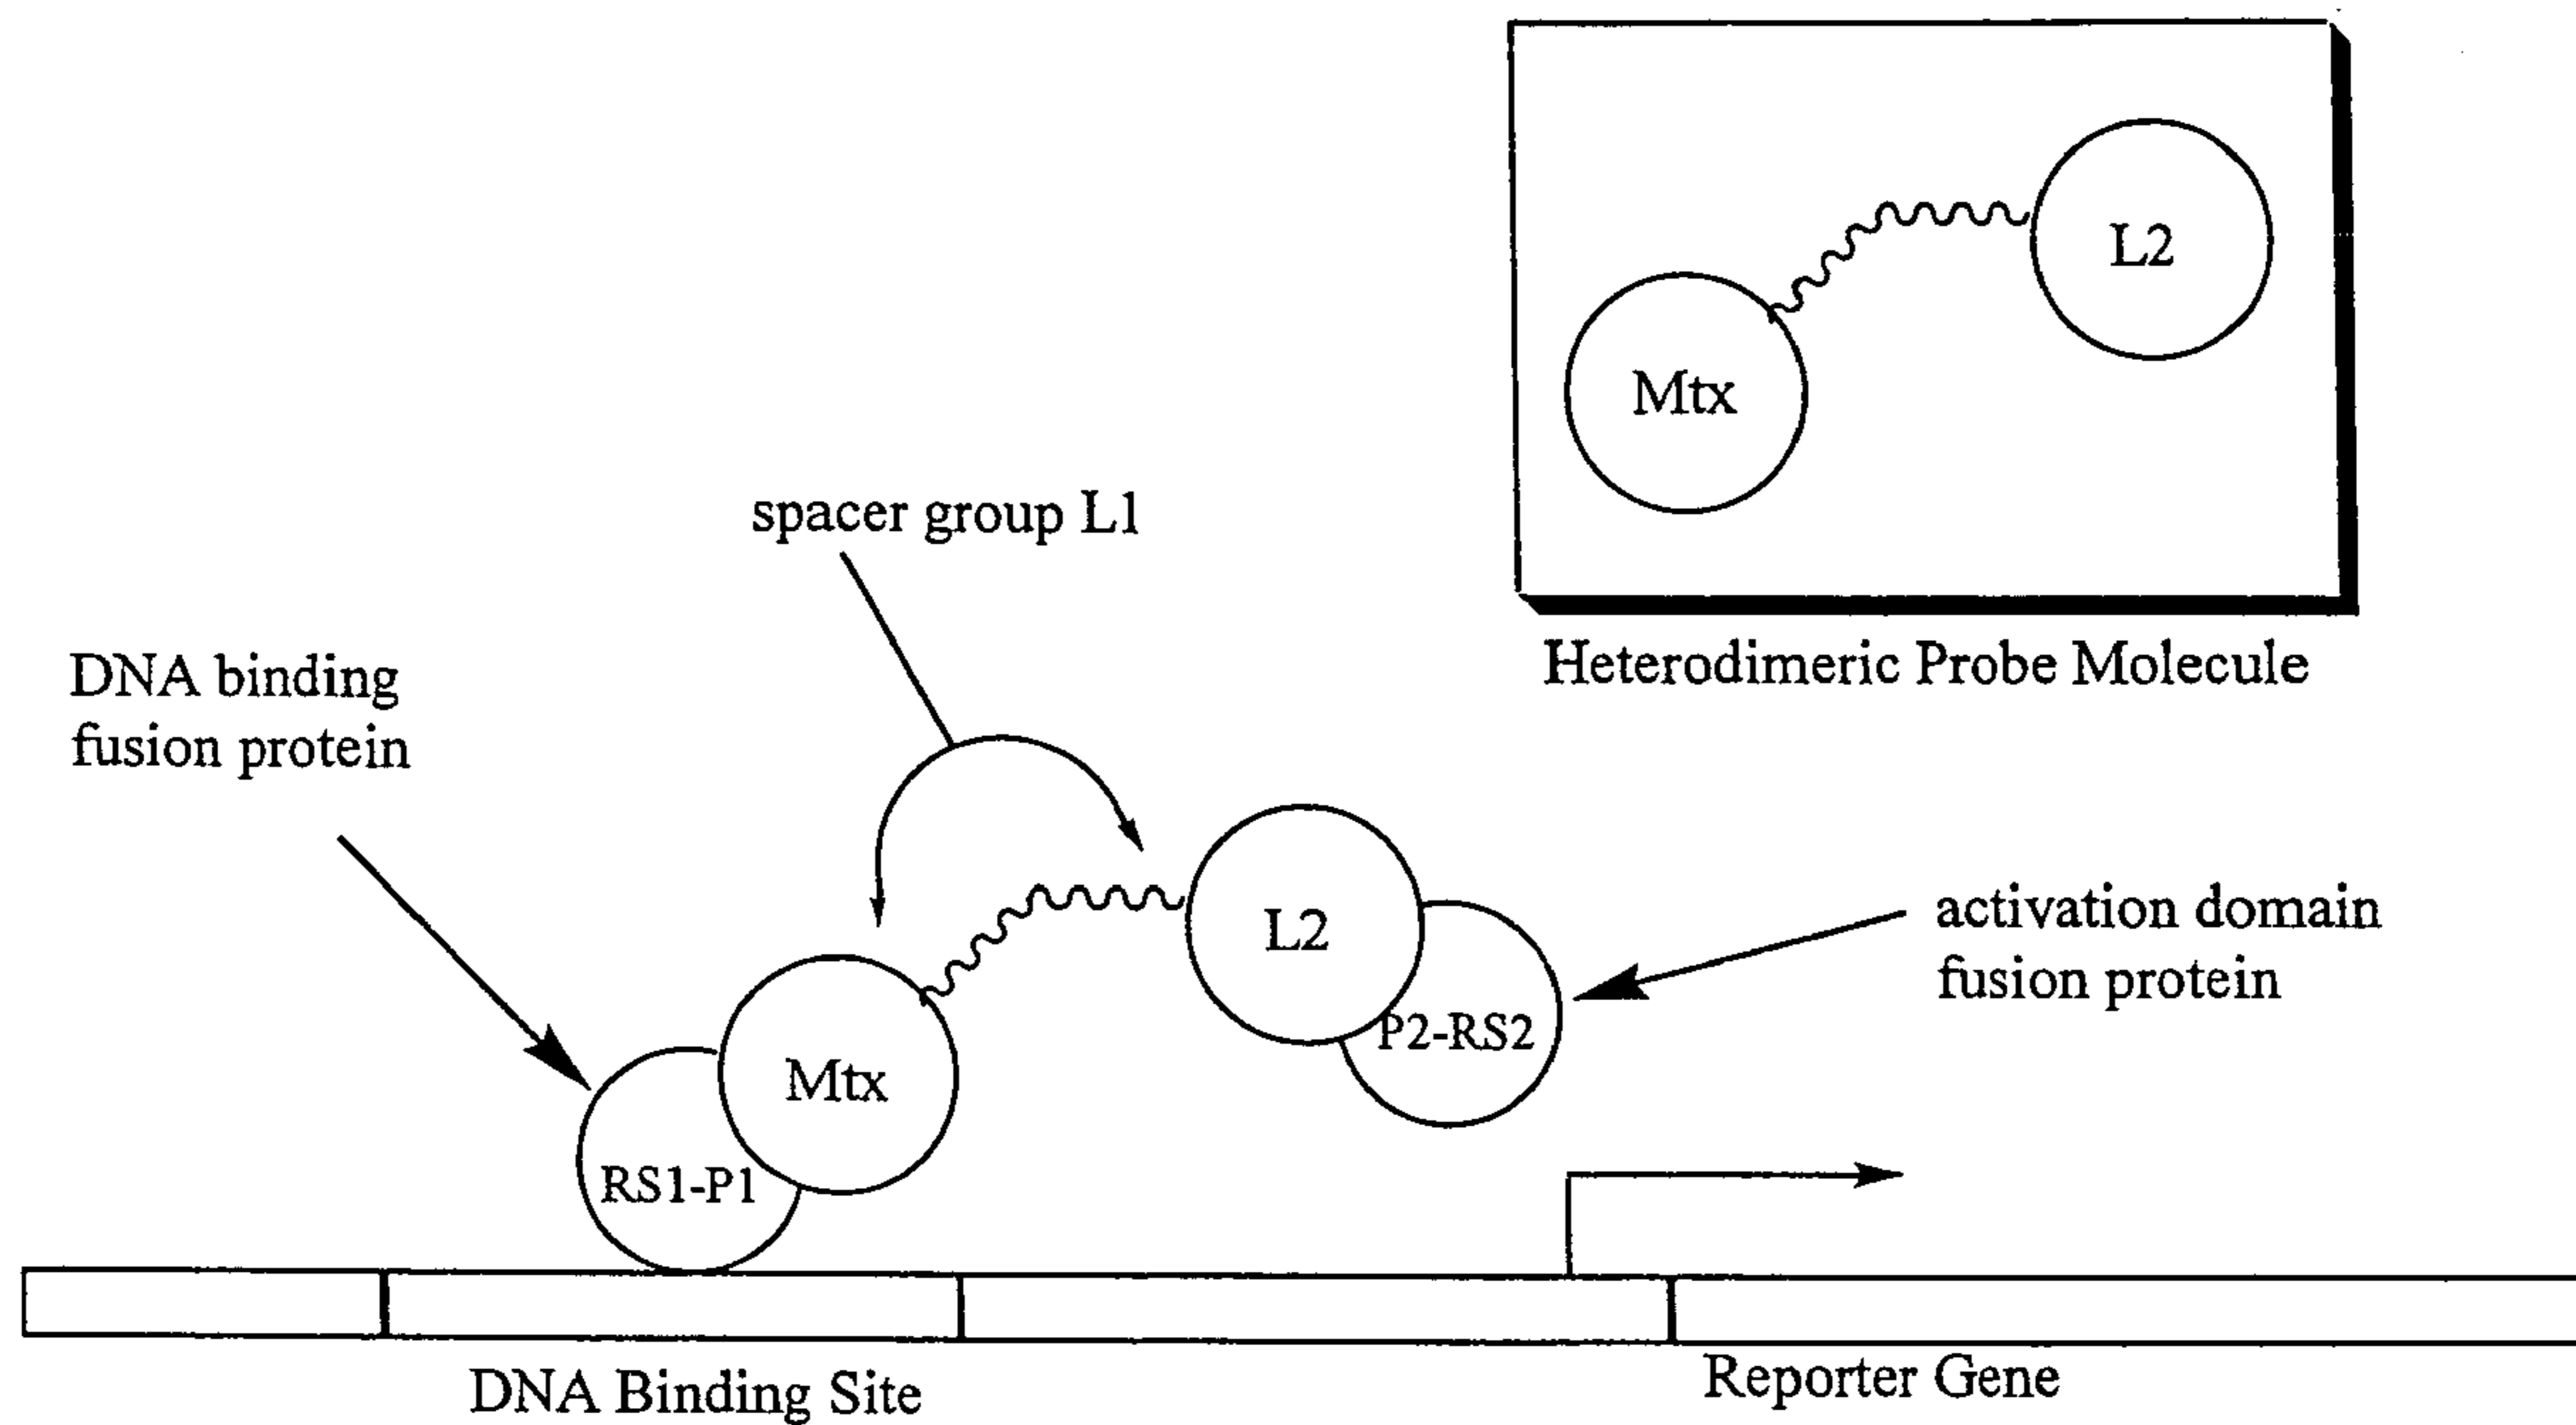 L2
Mtx
Heterodimeric Probe Molecule
spacer group L1
DNA binding
fusion protein
L2
P2-RS2
activation domain
fusion protein
Mtx
RS1-P1
DNA Binding Site
Reporter Gene